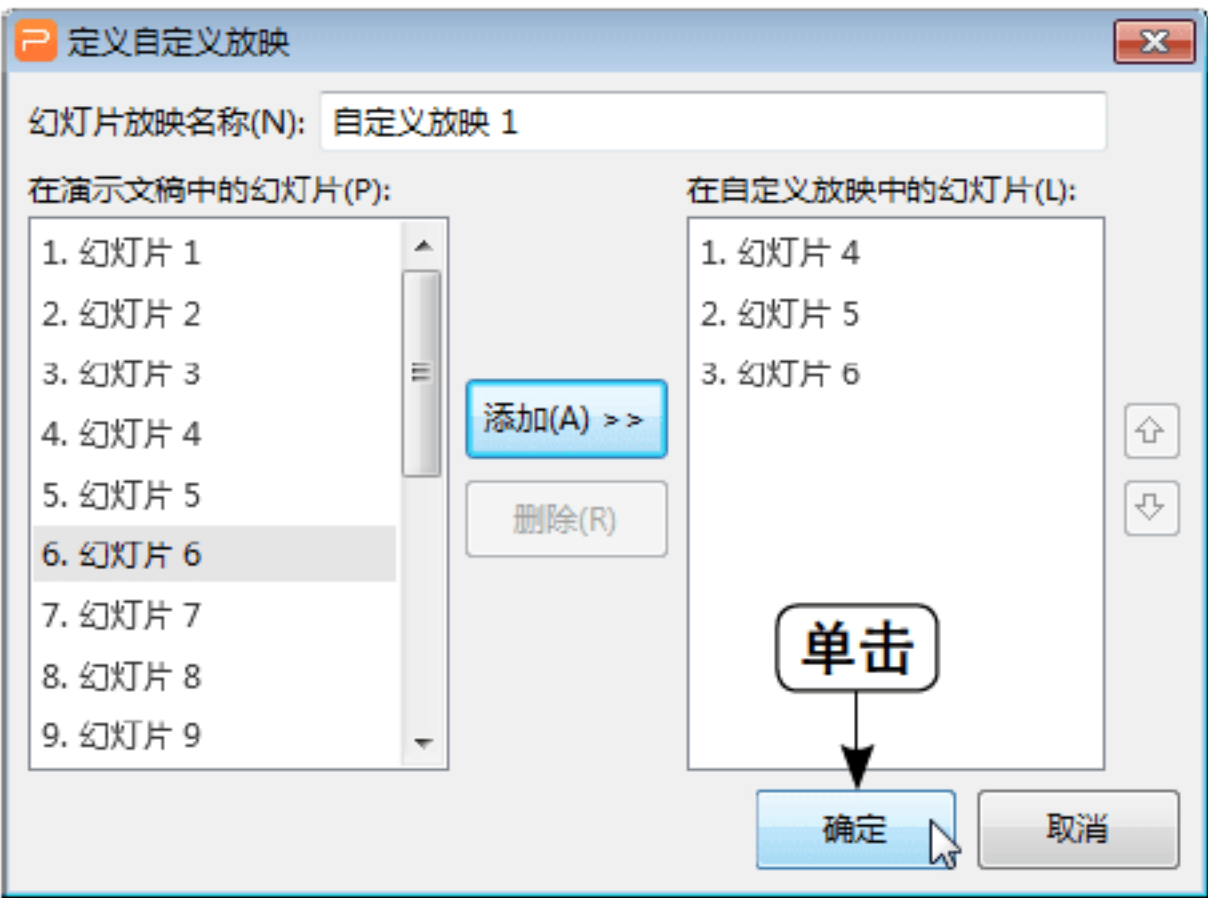 定义自定义放映
幻灯片放映名称(N): 自定义放映 1
在演示文稿中的幻灯片(P):
1. 幻灯片 1
2. 幻灯片 2
3. 幻灯片 3
4. 幻灯片 4
5. 幻灯片 5
6. 幻灯片 6
7. 幻灯片 7
8. 幻灯片 8
9. 幻灯片 9
添加(A) >>
删除(R)
在自定义放映中的幻灯片(L):
1. 幻灯片 4
2. 幻灯片 5
3. 幻灯片 6
单击
确定
取消